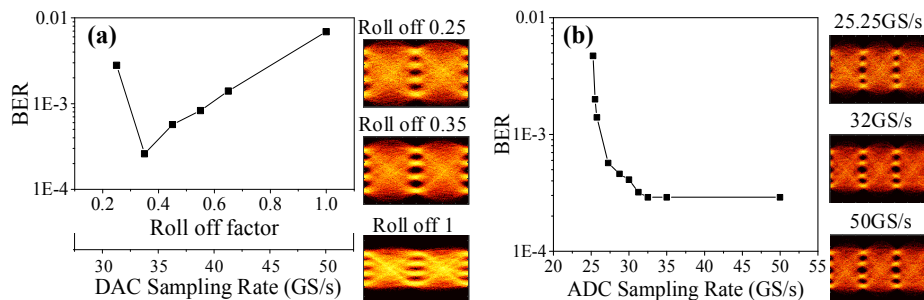 (a)
0.01
1E-3
1E-4
BER
0.2 0.4 0.6 0.8 1.0
Roll off factor
30 35 40 45 50
DAC Sampling Rate (GS/s)
Roll off 0.25
Roll off 0.35
Roll off 1
(b)
0.01
1E-3
1E-4
BER
20 25 30 35 40 45 50 55
ADC Sampling Rate (GS/s)
25.25GS/s
32GS/s
50GS/s